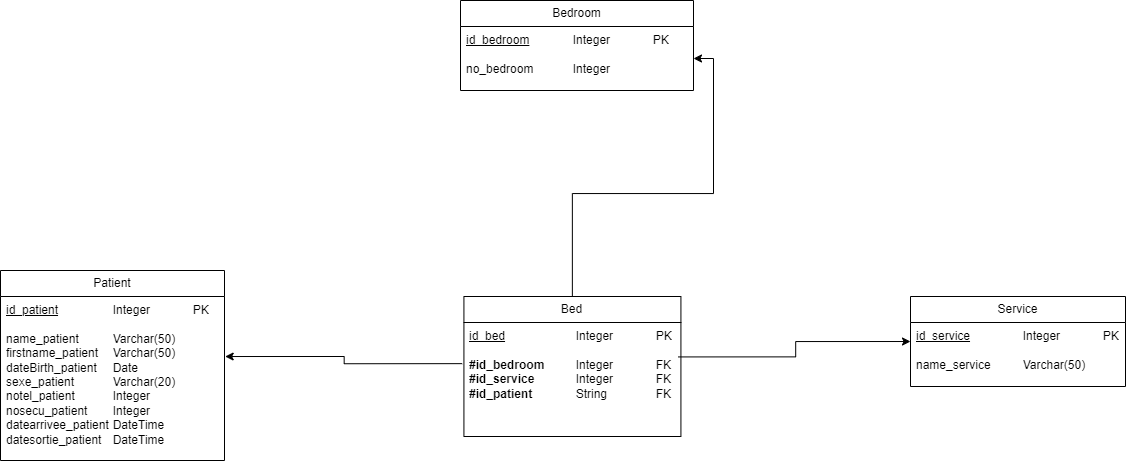 Bedroom
id_bedroom Integer PK
no_bedroom Integer
Patient
id_patient Integer PK
name_patient Varchar(50)
firstname_patient Varchar(50)
dateBirth_patient Date
sexe_patient Varchar(20)
notel_patient Integer
nosecu_patient Integer
datearrivee_patient DateTime
datesortie_patient DateTime
Bed
id_bed Integer PK
#id_bedroom Integer FK
#id_service Integer FK
#id_patient String FK
Service
id_service Integer PK
name_service Varchar(50)